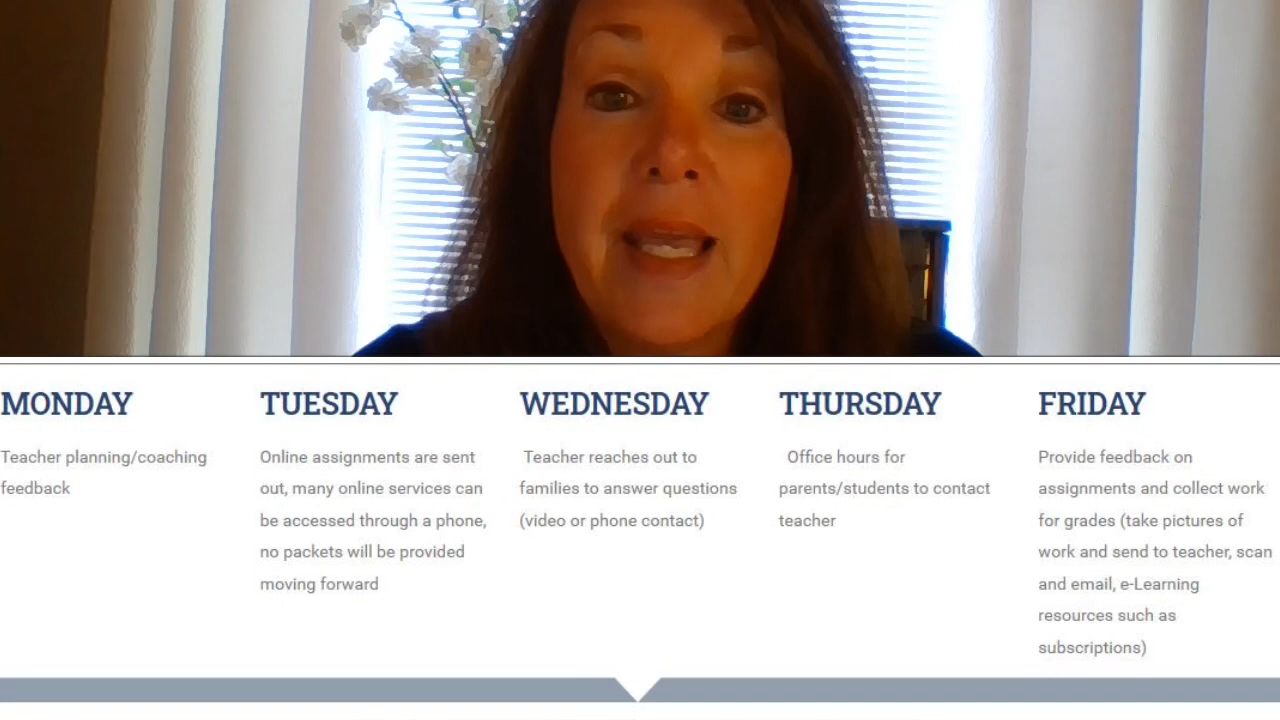 MONDAY
Teacher planning/coaching
feedback
TUESDAY
Online assignments are sent
out, many online services can
be accessed through a phone,
no packets will be provided
moving forward
WEDNESDAY
Teacher reaches out to
families to answer questions
(video or phone contact)
THURSDAY
Office hours for
parents/students to contact
teacher
FRIDAY
Provide feedback on
assignments and collect work
for grades (take pictures of
work and send to teacher, scan
and email, e-Learning
resources such as
subscriptions)